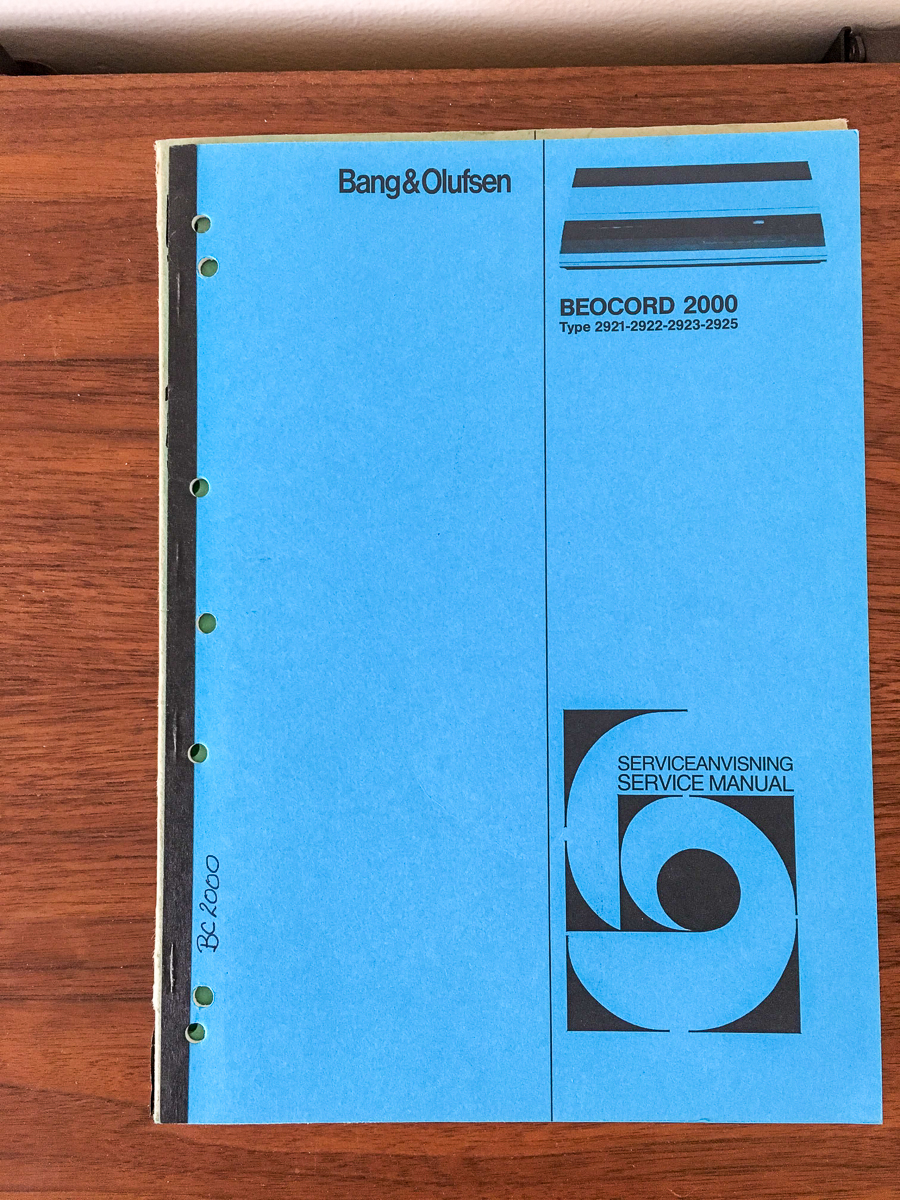 Bang&Olufsen
BEOCORD 2000
Type 2921-2922-2923-2925
SERVICEANVISNING
SERVICE MANUAL
BC 2000